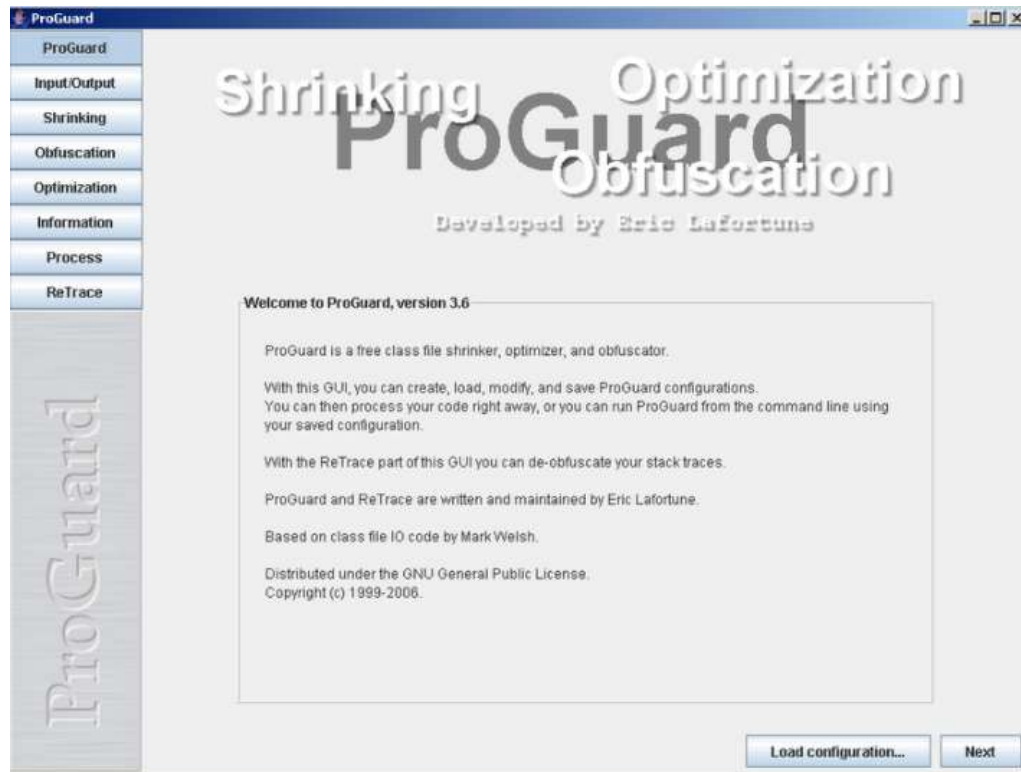 ProGuard
ProGuard
Input/Output
Shrinking
Obfuscation
Optimization
Information
Process
ReTrace
ProGuard
Shrinking
Optimization
ProGuard
Obfuscation
Developed by Eric Lafortune
Welcome to ProGuard, version 3.6
ProGuard is a free class file shrinker, optimizer, and obfuscator.
With this GUI, you can create, load, modify, and save ProGuard configurations.
You can then process your code right away, or you can run ProGuard from the command line using
your saved configuration.
With the ReTrace part of this GUI you can de-obfuscate your stack traces.
ProGuard and ReTrace are written and maintained by Eric Lafortune.
Based on class file IO code by Mark Welsh.
Distributed under the GNU General Public License.
Copyright (c) 1999-2006.
Load configuration...
Next